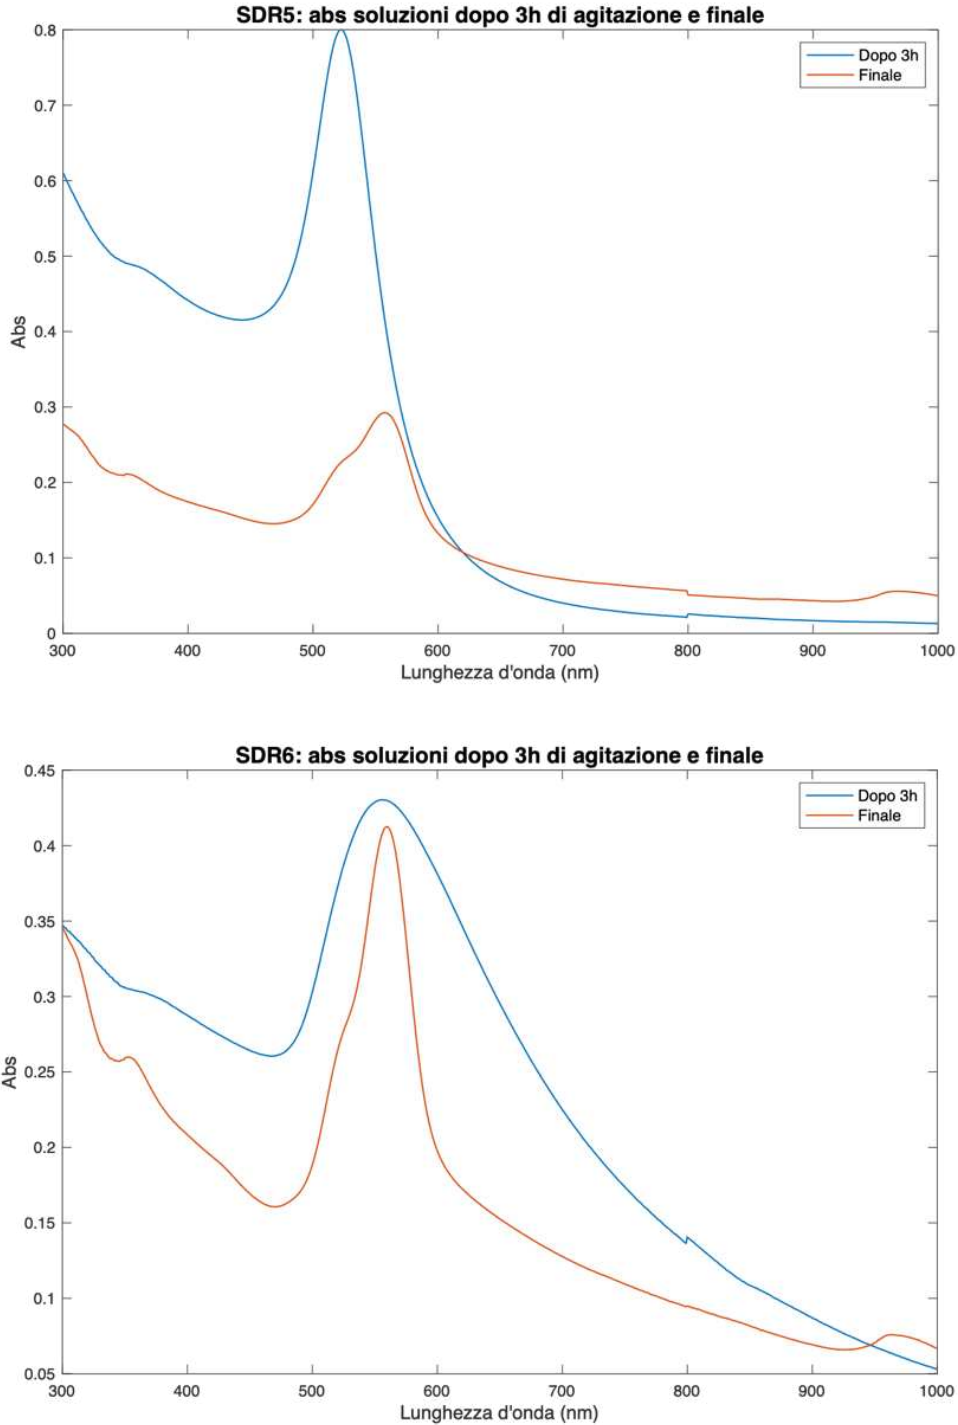 SDR5: abs soluzioni dopo 3h di agitazione e finale
0.8
Dopo 3h
Finale
0.7
0.6
0.5
0.4
Abs
0.3
0.2
0.1
0
300 400 500 600 700 800 900 1000
Lunghezza d'onda (nm)
SDR6: abs soluzioni dopo 3h di agitazione e finale
0.45
Dopo 3h
Finale
0.4
0.35
0.3
0.25
Abs
0.2
0.15
0.1
0.05
300 400 500 600 700 800 900 1000
Lunghezza d'onda (nm)